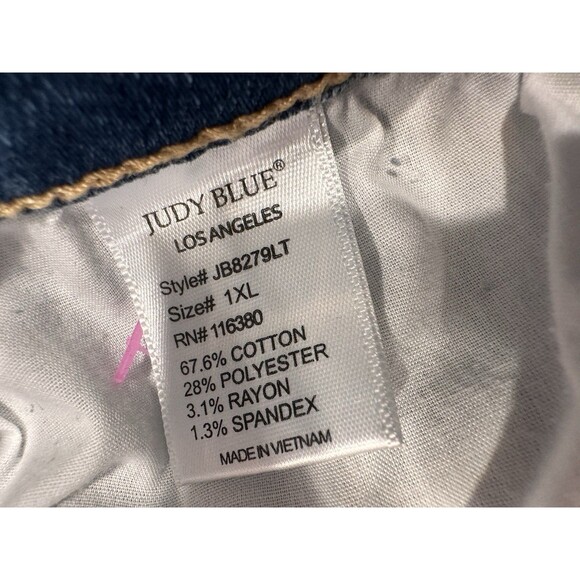 JUDY BLUE®
LOS ANGELES
Style# JB8279LT
Size# 1XL
RN# 116380
67.6% COTTON
28% POLYESTER
3.1% RAYON
1.3% SPANDEX
MADE IN VIETNAM